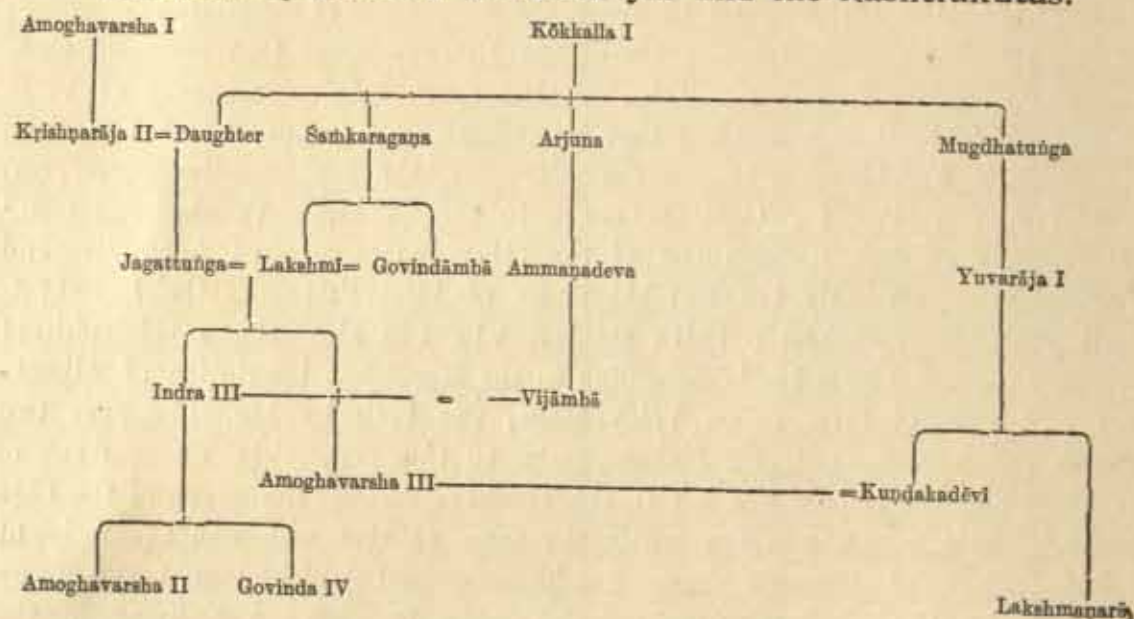 Amoghavarsha I Kōkkalla I
Kṛishṇarāja II= Daughter Saṁkaragaṇa Arjuna Mugdhatuṅga
Jagattuṅga= Lakshmī= Govindāmbā Ammaṇadeva Yuvarāja I
Indra III = Vijāmbā
Amoghavarsha III =Kuṇḍakadēvī
Amoghavarsha II Govinda IV